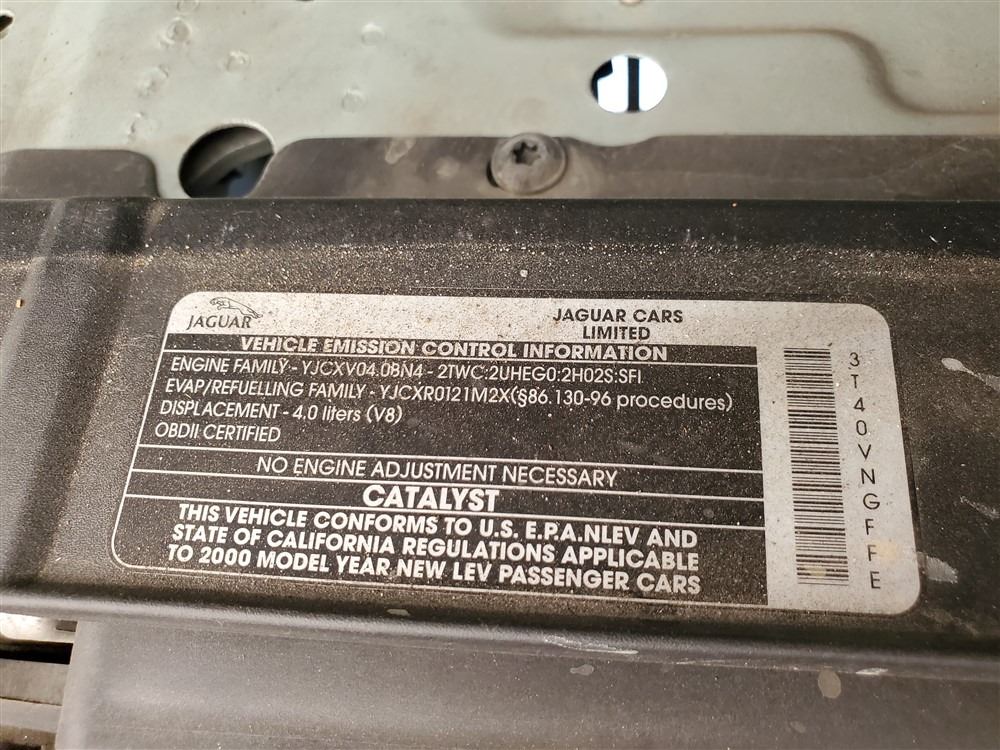 JAGUAR
JAGUAR CARS
LIMITED
VEHICLE EMISSION CONTROL INFORMATION
ENGINE FAMILY - YJCXV04.0BN4 - 2TWC:2UHEG0:2H02S:SFI
EVAP/REFUELLING FAMILY - YJCXR0121M2X(§86.130-96 procedures)
DISPLACEMENT - 4.0 liters (V8)
OBDII CERTIFIED
NO ENGINE ADJUSTMENT NECESSARY
CATALYST
THIS VEHICLE CONFORMS TO U.S. E.P.A.NLEV AND
STATE OF CALIFORNIA REGULATIONS APPLICABLE
TO 2000 MODEL YEAR NEW LEV PASSENGER CARS
3T40VNGFFE